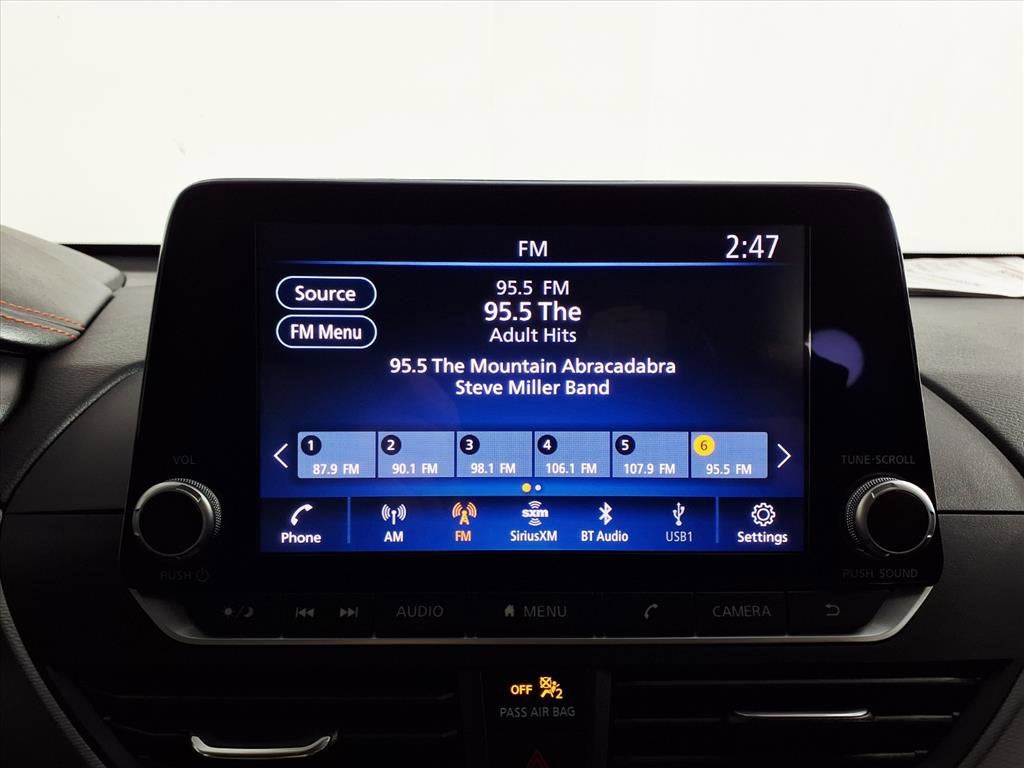 FM
2:47
Source
FM Menu
95.5 FM
95.5 The
Adult Hits
95.5 The Mountain Abracadabra
Steve Miller Band
1
2
3
4
5
6
87.9 FM
90.1 FM
98.1 FM
106.1 FM
107.9 FM
95.5 FM
Phone
AM
FM
sxm
SiriusXM
BT Audio
USB1
Settings
VOL
PUSH
TUNE·SCROLL
PUSH SOUND
AUDIO
MENU
CAMERA
OFF
2
PASS AIR BAG